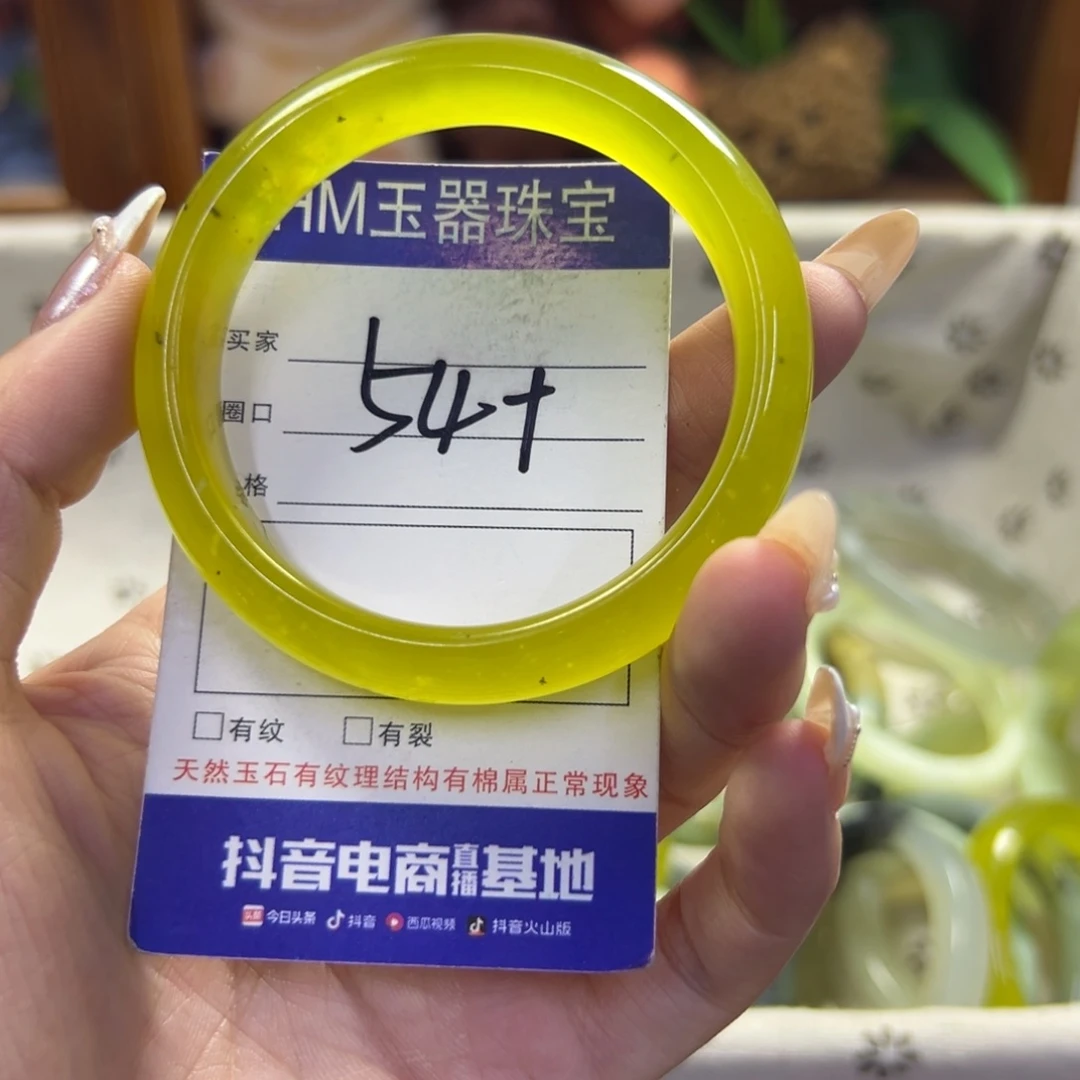 HM玉器珠宝
买家
圈口 54+
格
有纹 有裂
天然玉石有纹理结构有棉属正常现象
抖音电商直播基地
头条 今日头条 抖音 西瓜视频 抖音火山版